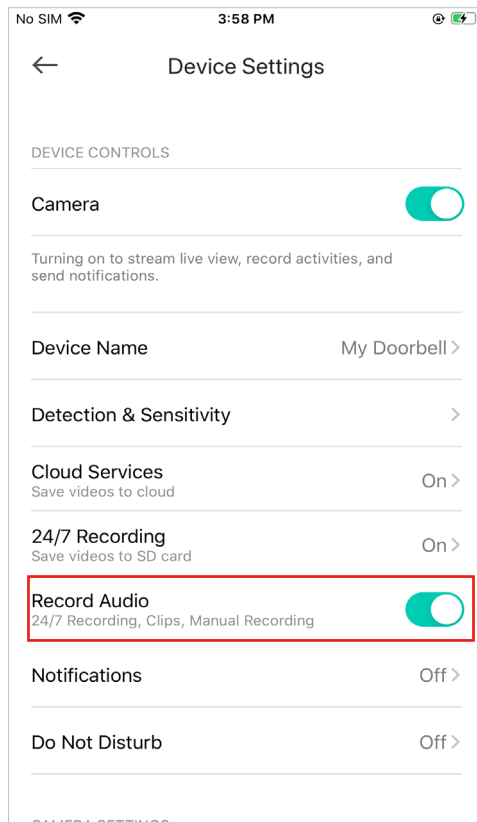 No SIM 3:58 PM
Device Settings
DEVICE CONTROLS
Camera
Turning on to stream live view, record activities, and
send notifications.
Device Name My Doorbell
Detection & Sensitivity
Cloud Services
Save videos to cloud
On
24/7 Recording
Save videos to SD card
On
Record Audio
24/7 Recording, Clips, Manual Recording
Notifications Off
Do Not Disturb Off
CAMERA SETTINGS